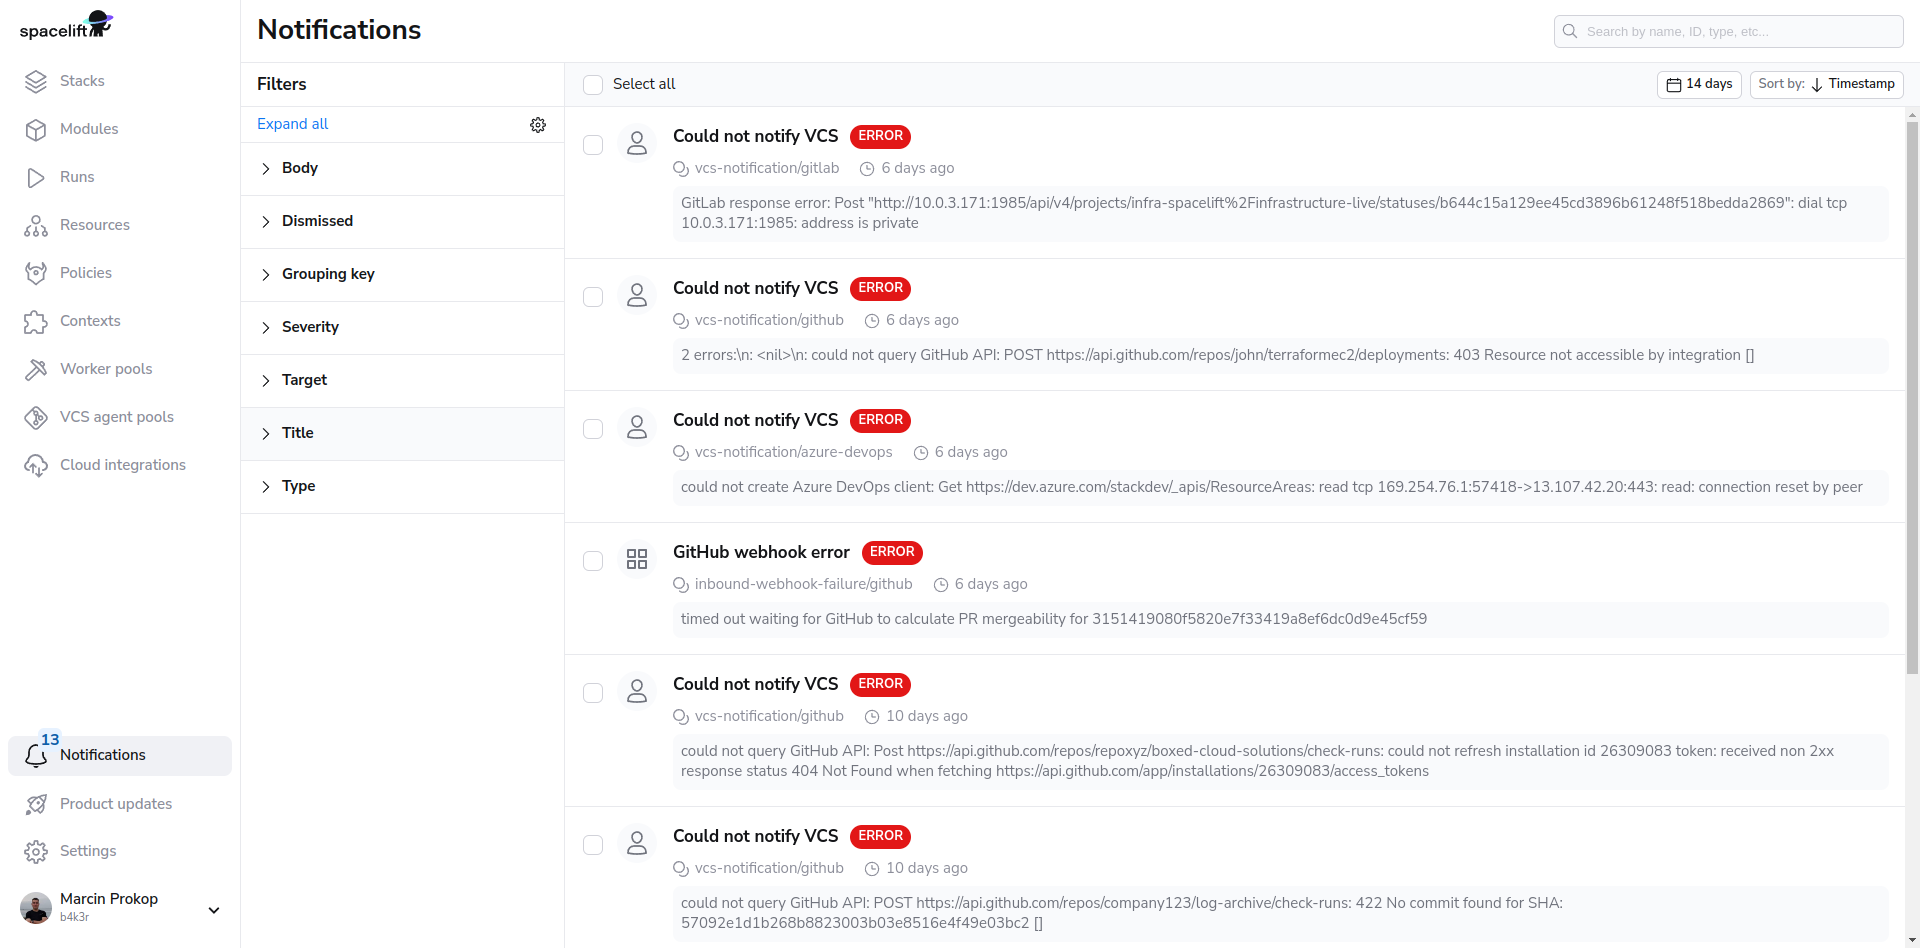 spacelift
Stacks
Modules
Runs
Resources
Policies
Contexts
Worker pools
VCS agent pools
Cloud integrations
13
Notifications
Product updates
Settings
Marcin Prokop
b4k3r
Notifications
Search by name, ID, type, etc...
Filters
Expand all
Body
Dismissed
Grouping key
Severity
Target
Title
Type
Select all
14 days
Sort by: Timestamp
Could not notify VCS ERROR
vcs-notification/gitlab 6 days ago
GitLab response error: Post "http://10.0.3.171:1985/api/v4/projects/infra-spacelift%2Finfrastructure-live/statuses/b644c15a129ee45cd3896b61248f518bedda2869": dial tcp
10.0.3.171:1985: address is private
Could not notify VCS ERROR
vcs-notification/github 6 days ago
2 errors:\n: <nil>\n: could not query GitHub API: POST https://api.github.com/repos/john/terraformec2/deployments: 403 Resource not accessible by integration []
Could not notify VCS ERROR
vcs-notification/azure-devops 6 days ago
could not create Azure DevOps client: Get https://dev.azure.com/stackdev/_apis/ResourceAreas: read tcp 169.254.76.1:57418->13.107.42.20:443: read: connection reset by peer
GitHub webhook error ERROR
inbound-webhook-failure/github 6 days ago
timed out waiting for GitHub to calculate PR mergeability for 3151419080f5820e7f33419a8ef6dc0d9e45cf59
Could not notify VCS ERROR
vcs-notification/github 10 days ago
could not query GitHub API: Post https://api.github.com/repos/repoxyz/boxed-cloud-solutions/check-runs: could not refresh installation id 26309083 token: received non 2xx
response status 404 Not Found when fetching https://api.github.com/app/installations/26309083/access_tokens
Could not notify VCS ERROR
vcs-notification/github 10 days ago
could not query GitHub API: POST https://api.github.com/repos/company123/log-archive/check-runs: 422 No commit found for SHA:
57092e1d1b268b8823003b03e8516e4f49e03bc2 []